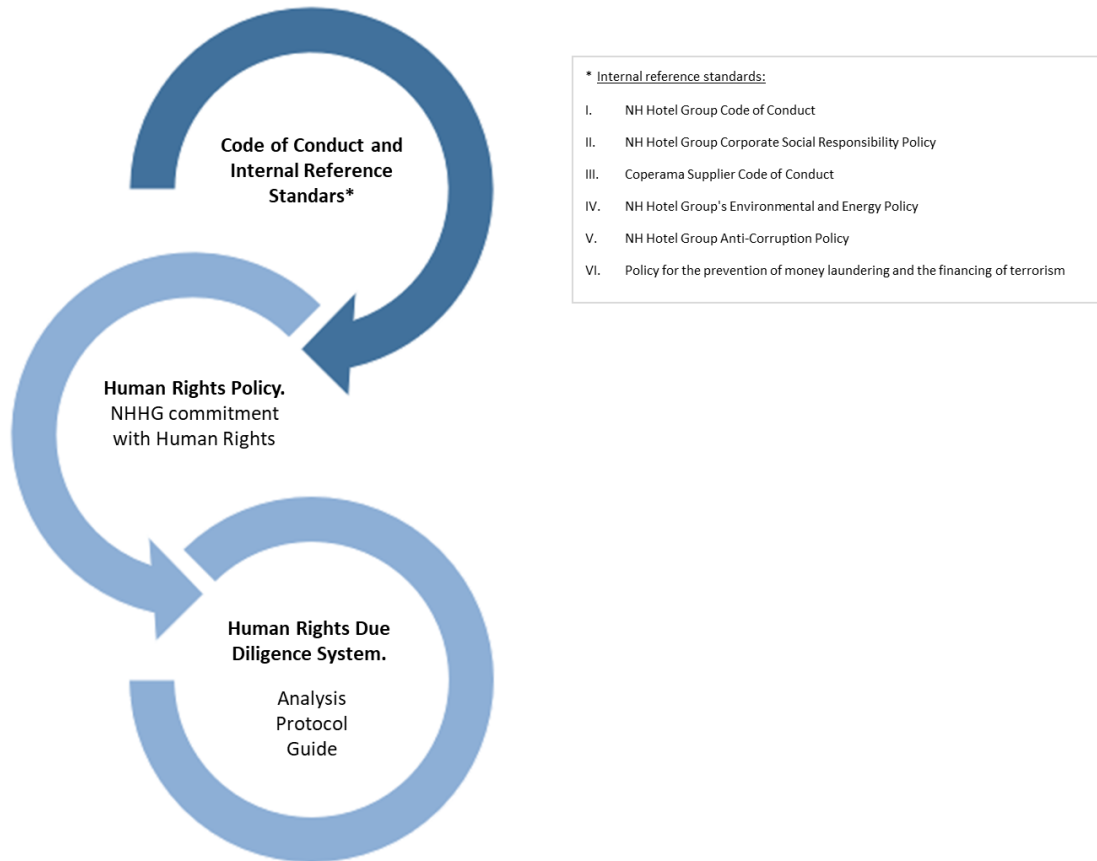 Code of Conduct and
Internal Reference
Standars*
* Internal reference standards:
I. NH Hotel Group Code of Conduct
II. NH Hotel Group Corporate Social Responsibility Policy
III. Coperama Supplier Code of Conduct
IV. NH Hotel Group's Environmental and Energy Policy
V. NH Hotel Group Anti-Corruption Policy
VI. Policy for the prevention of money laundering and the financing of terrorism
Human Rights Policy.
NHHG commitment
with Human Rights
Human Rights Due
Diligence System.
Analysis
Protocol
Guide